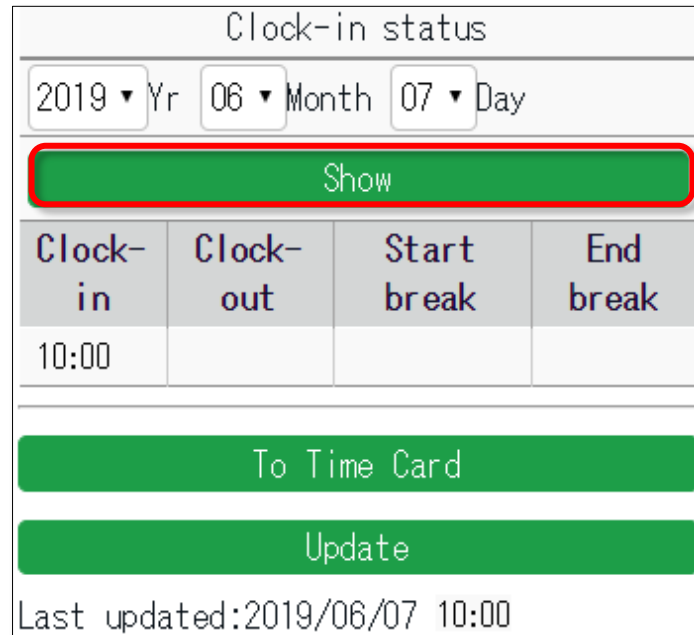 Clock-in status
2019 ▼ Yr 06 ▼ Month 07 ▼ Day
Show
Clock-in Clock-out Start break End break
10:00
To Time Card
Update
Last updated:2019/06/07 10:00